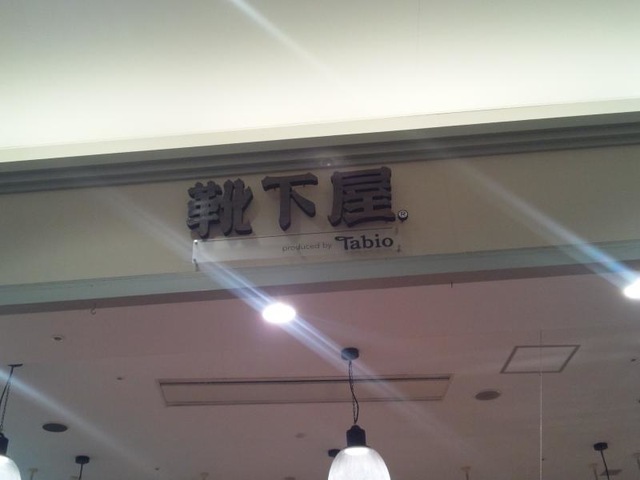 靴下屋®
produced by Tabio